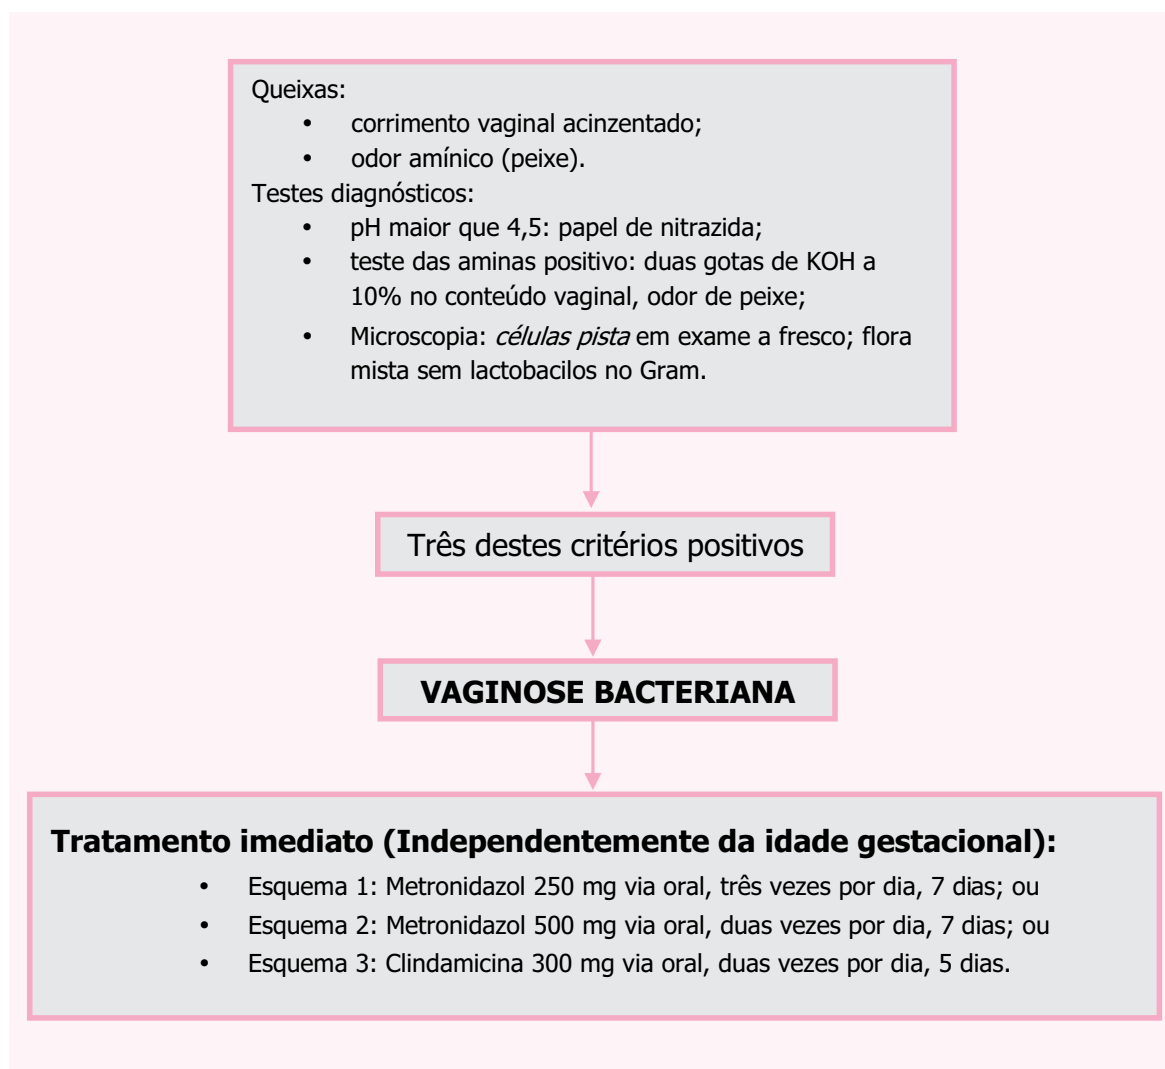 Queixas:
• corrimento vaginal acinzentado;
• odor amínico (peixe).
Testes diagnósticos:
• pH maior que 4,5: papel de nitrazida;
• teste das aminas positivo: duas gotas de KOH a
10% no conteúdo vaginal, odor de peixe;
• Microscopia: células pista em exame a fresco; flora
mista sem lactobacilos no Gram.
Três destes critérios positivos
VAGINOSE BACTERIANA
Tratamento imediato (Independentemente da idade gestacional):
• Esquema 1: Metronidazol 250 mg via oral, três vezes por dia, 7 dias; ou
• Esquema 2: Metronidazol 500 mg via oral, duas vezes por dia, 7 dias; ou
• Esquema 3: Clindamicina 300 mg via oral, duas vezes por dia, 5 dias.